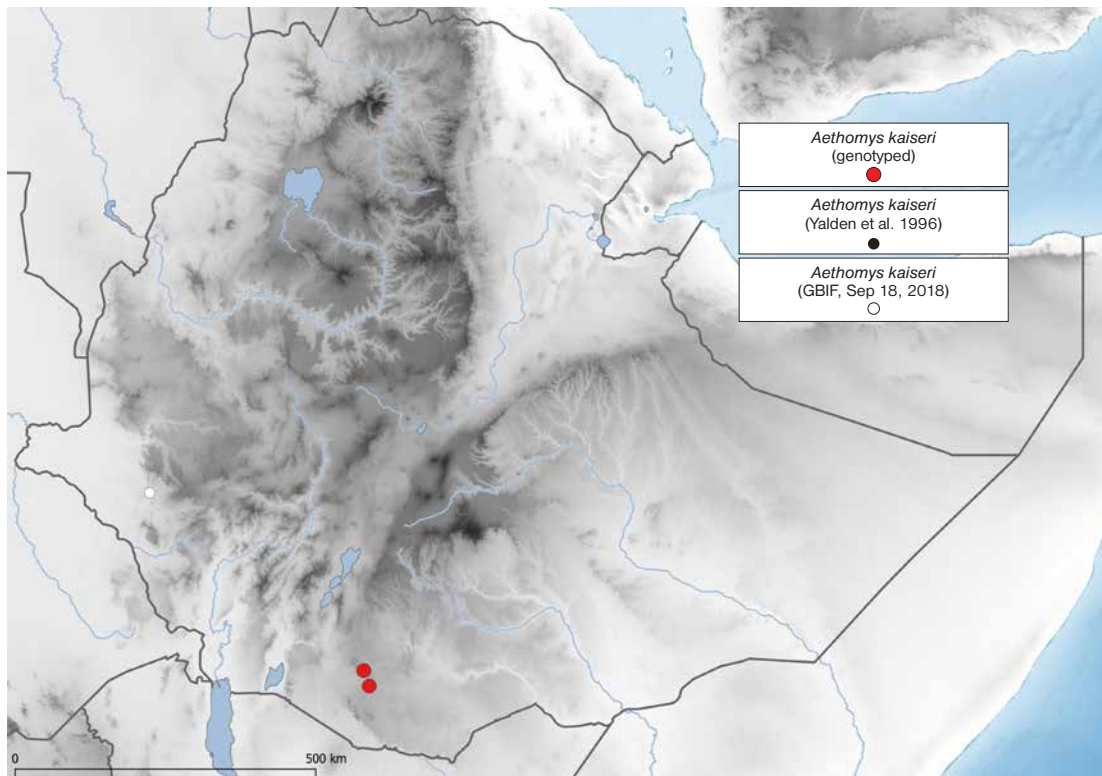 Aethomys kaiseri
(genotyped)
Aethomys kaiseri
(Yalden et al. 1996)
Aethomys kaiseri
(GBIF, Sep 18, 2018)
0
500 km